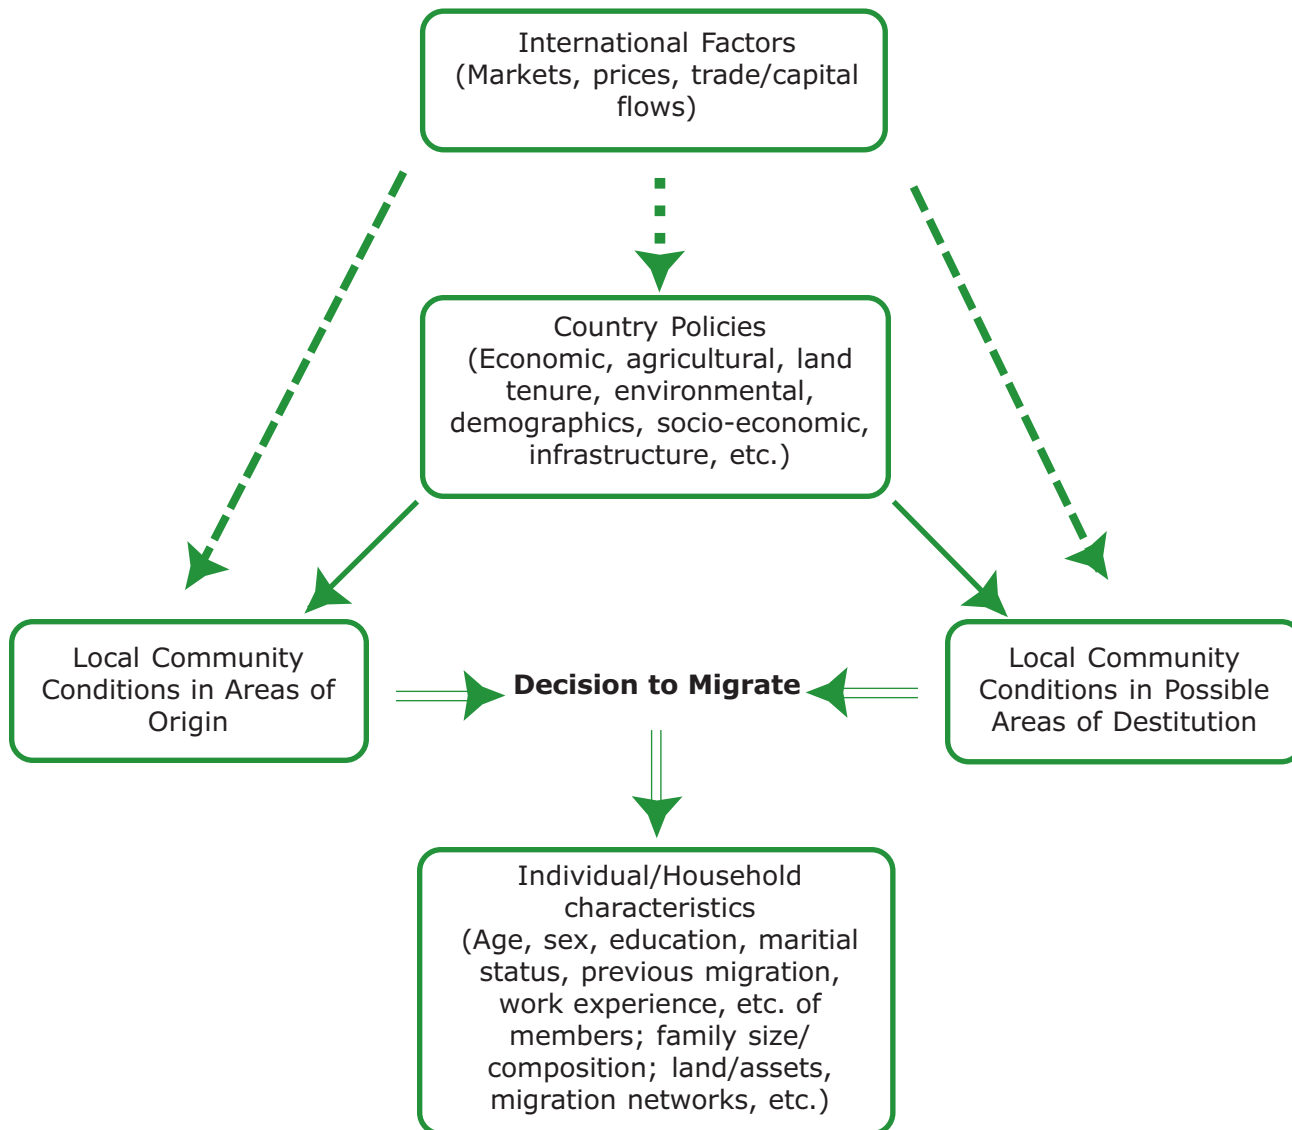 International Factors
(Markets, prices, trade/capital
flows)
Country Policies
(Economic, agricultural, land
tenure, environmental,
demographics, socio-economic,
infrastructure, etc.)
Local Community
Conditions in Areas of
Origin
Decision to Migrate
Local Community
Conditions in Possible
Areas of Destitution
Individual/Household
characteristics
(Age, sex, education, maritial
status, previous migration,
work experience, etc. of
members; family size/
composition; land/assets,
migration networks, etc.)